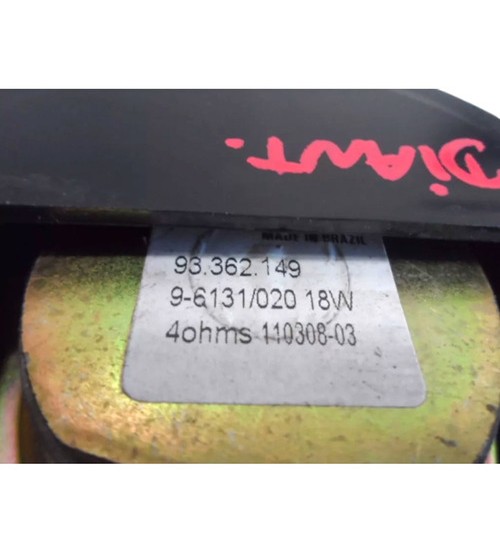 DiANT.
MADE IN BRAZIL
93.362.149
9-6131/020 18W
4ohms 110308-03